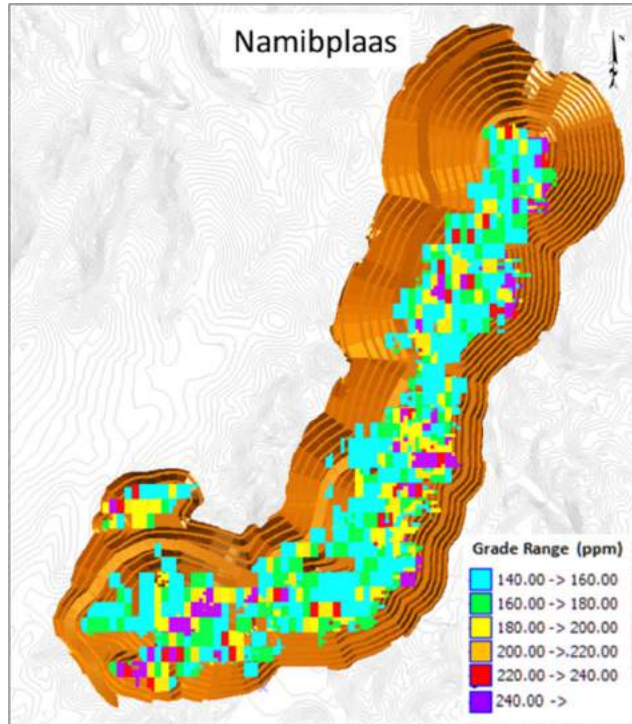 Namibplaas
Grade Range (ppm)
140.00 -> 160.00
160.00 -> 180.00
180.00 -> 200.00
200.00 ->.220.00
220.00 -> 240.00
240.00 ->